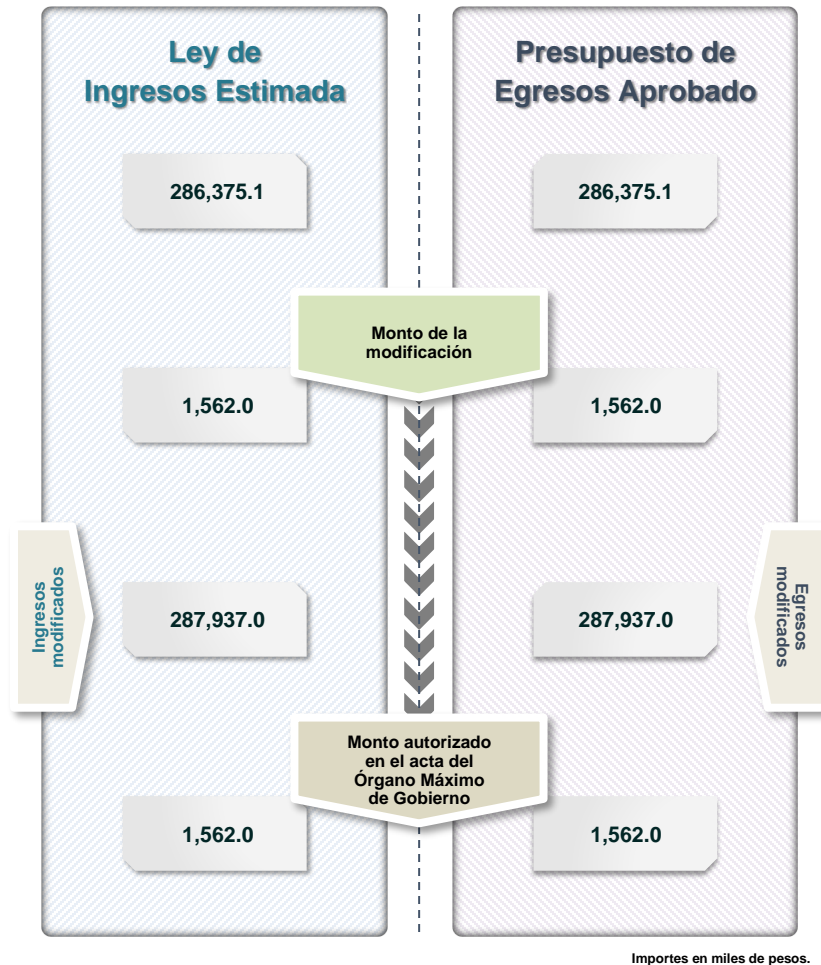 Ley de
Ingresos Estimada
Presupuesto de
Egresos Aprobado
286,375.1
286,375.1
Monto de la
modificación
1,562.0
1,562.0
Ingresos
modificados
287,937.0
287,937.0
Egresos
modificados
Monto autorizado
en el acta del
Órgano Máximo
de Gobierno
1,562.0
1,562.0
Importes en miles de pesos.